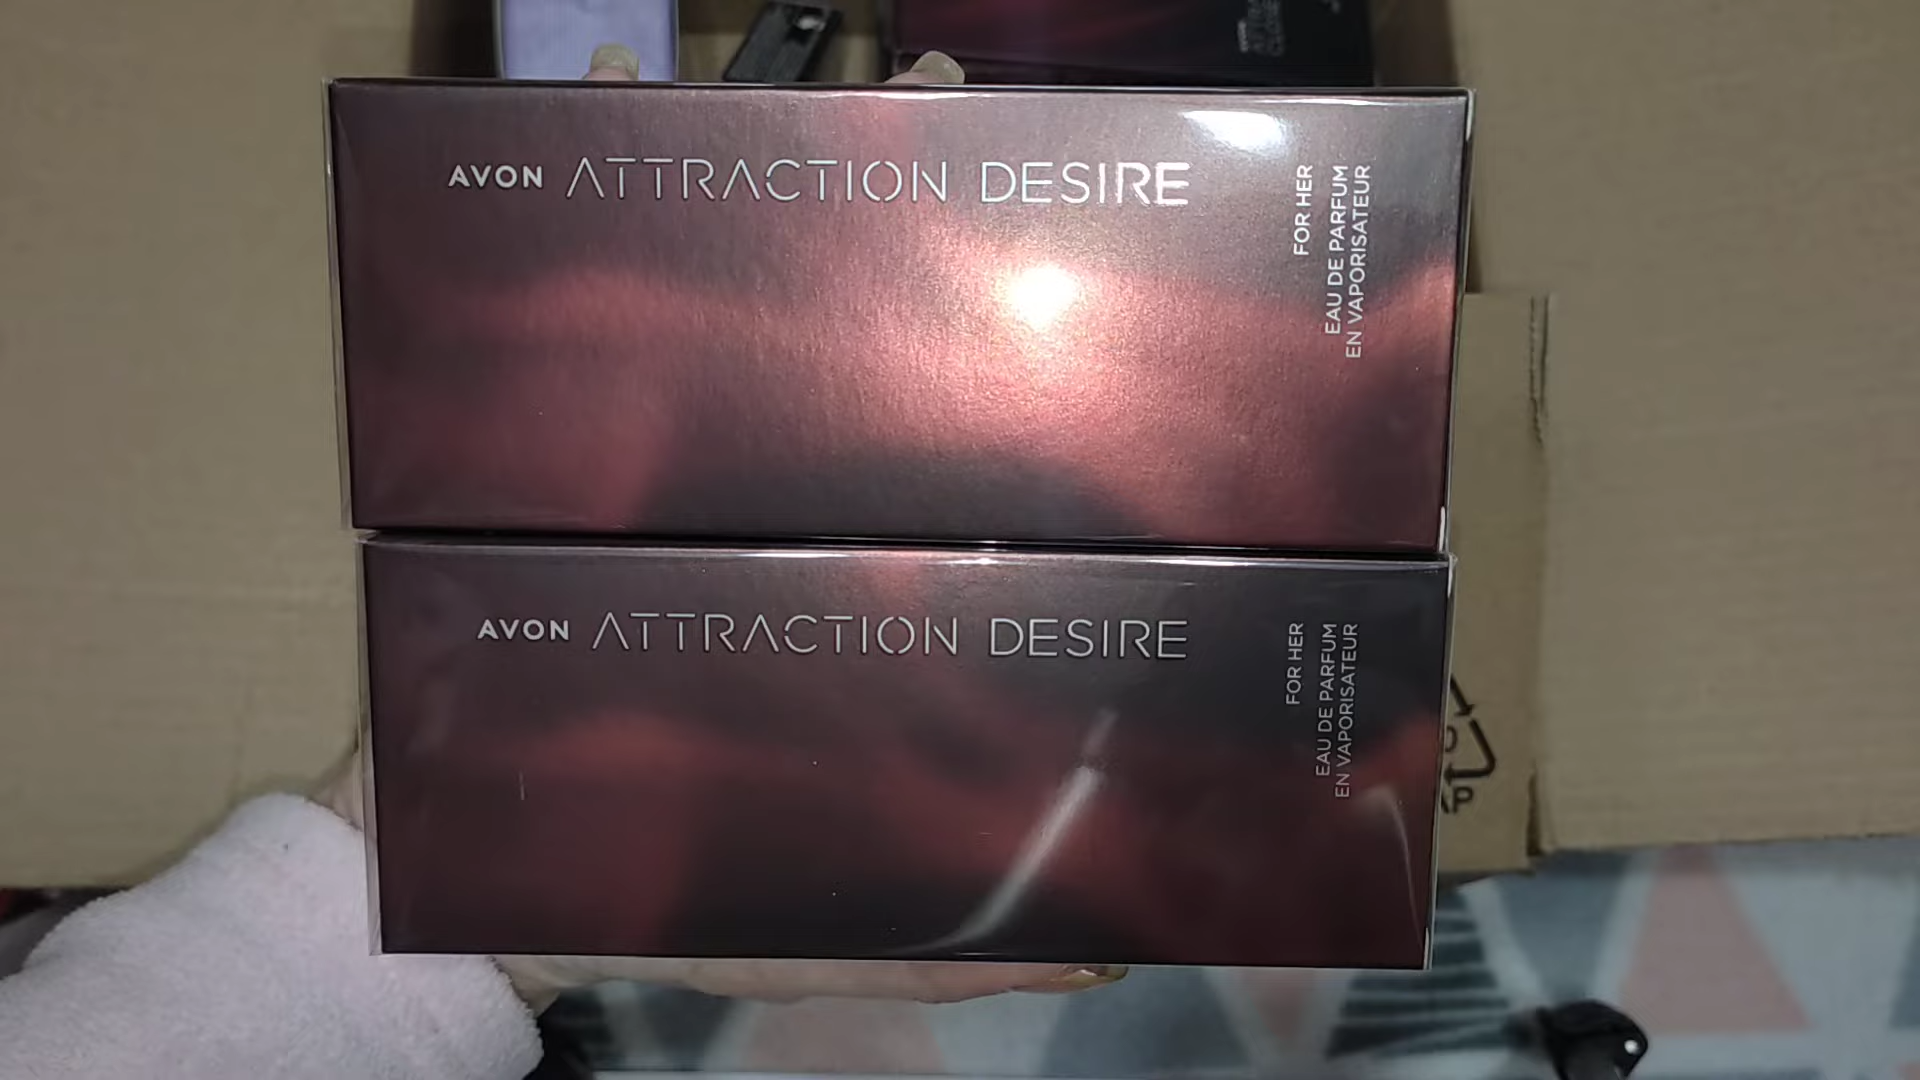 AVON ATTRACTION DESIRE
FOR HER
EAU DE PARFUM
EN VAPORISATEUR
AVON ATTRACTION DESIRE
FOR HER
EAU DE PARFUM
EN VAPORISATEUR
AP